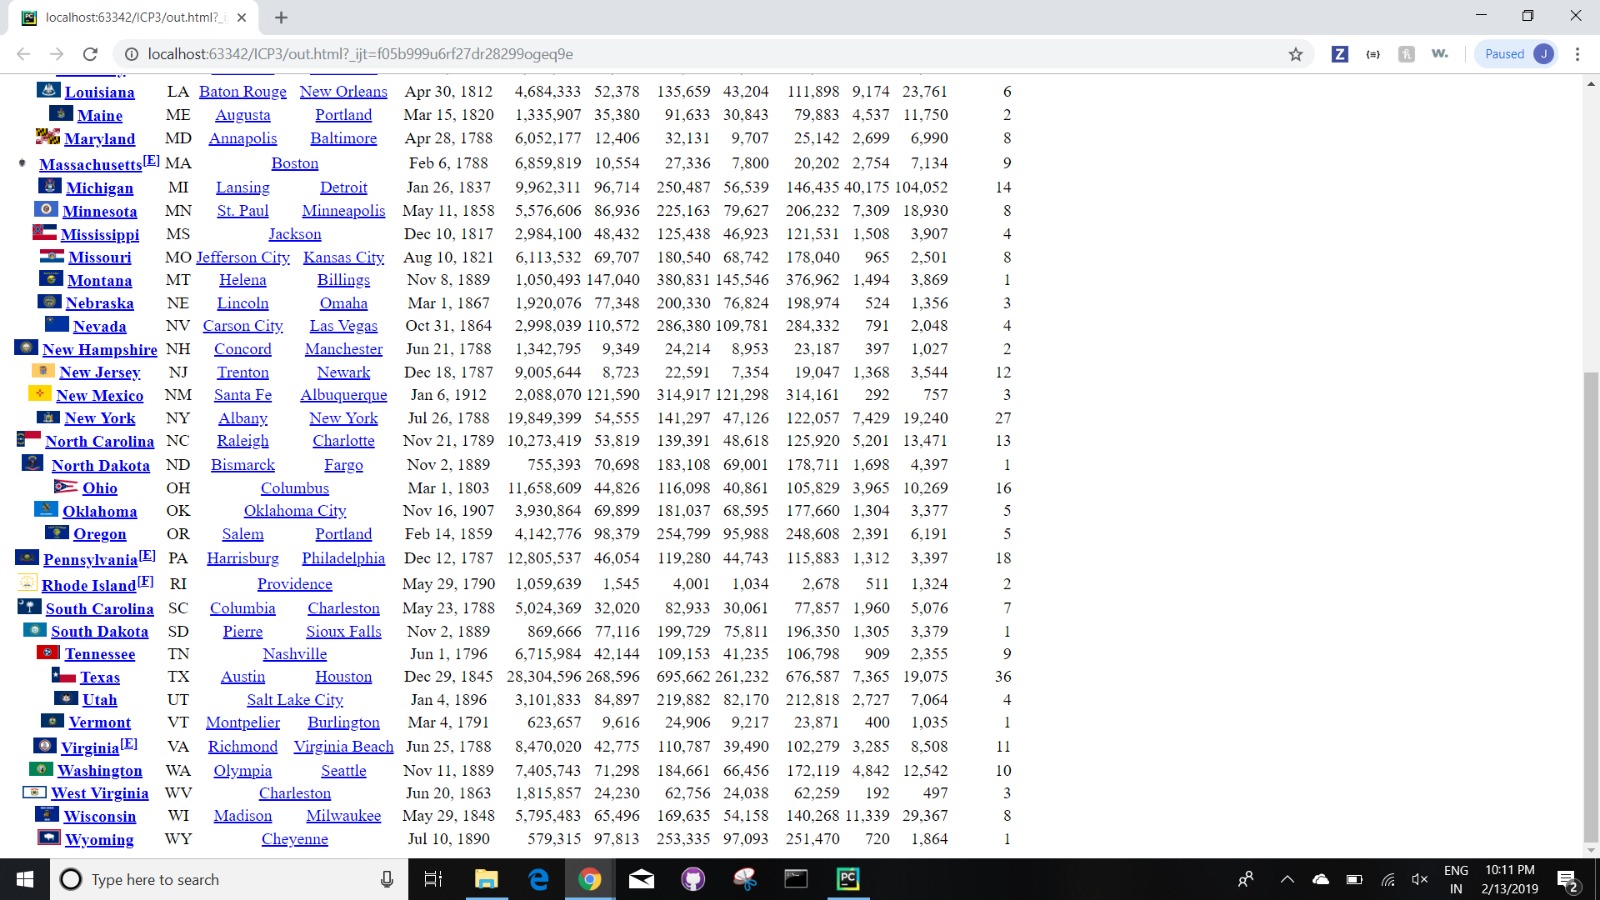 localhost:63342/ICP3/out.html?_i
localhost:63342/ICP3/out.html?_ijt=f05b999u6rf27dr28299ogeq9e
Z {≡} h w. Paused J
Louisiana LA Baton Rouge New Orleans Apr 30, 1812 4,684,333 52,378 135,659 43,204 111,898 9,174 23,761 6
Maine ME Augusta Portland Mar 15, 1820 1,335,907 35,380 91,633 30,843 79,883 4,537 11,750 2
Maryland MD Annapolis Baltimore Apr 28, 1788 6,052,177 12,406 32,131 9,707 25,142 2,699 6,990 8
Massachusetts[E] MA Boston Feb 6, 1788 6,859,819 10,554 27,336 7,800 20,202 2,754 7,134 9
Michigan MI Lansing Detroit Jan 26, 1837 9,962,311 96,714 250,487 56,539 146,435 40,175 104,052 14
Minnesota MN St. Paul Minneapolis May 11, 1858 5,576,606 86,936 225,163 79,627 206,232 7,309 18,930 8
Mississippi MS Jackson Dec 10, 1817 2,984,100 48,432 125,438 46,923 121,531 1,508 3,907 4
Missouri MO Jefferson City Kansas City Aug 10, 1821 6,113,532 69,707 180,540 68,742 178,040 965 2,501 8
Montana MT Helena Billings Nov 8, 1889 1,050,493 147,040 380,831 145,546 376,962 1,494 3,869 1
Nebraska NE Lincoln Omaha Mar 1, 1867 1,920,076 77,348 200,330 76,824 198,974 524 1,356 3
Nevada NV Carson City Las Vegas Oct 31, 1864 2,998,039 110,572 286,380 109,781 284,332 791 2,048 4
New Hampshire NH Concord Manchester Jun 21, 1788 1,342,795 9,349 24,214 8,953 23,187 397 1,027 2
New Jersey NJ Trenton Newark Dec 18, 1787 9,005,644 8,723 22,591 7,354 19,047 1,368 3,544 12
New Mexico NM Santa Fe Albuquerque Jan 6, 1912 2,088,070 121,590 314,917 121,298 314,161 292 757 3
New York NY Albany New York Jul 26, 1788 19,849,399 54,555 141,297 47,126 122,057 7,429 19,240 27
North Carolina NC Raleigh Charlotte Nov 21, 1789 10,273,419 53,819 139,391 48,618 125,920 5,201 13,471 13
North Dakota ND Bismarck Fargo Nov 2, 1889 755,393 70,698 183,108 69,001 178,711 1,698 4,397 1
Ohio OH Columbus Mar 1, 1803 11,658,609 44,826 116,098 40,861 105,829 3,965 10,269 16
Oklahoma OK Oklahoma City Nov 16, 1907 3,930,864 69,899 181,037 68,595 177,660 1,304 3,377 5
Oregon OR Salem Portland Feb 14, 1859 4,142,776 98,379 254,799 95,988 248,608 2,391 6,191 5
Pennsylvania[E] PA Harrisburg Philadelphia Dec 12, 1787 12,805,537 46,054 119,280 44,743 115,883 1,312 3,397 18
Rhode Island[F] RI Providence May 29, 1790 1,059,639 1,545 4,001 1,034 2,678 511 1,324 2
South Carolina SC Columbia Charleston May 23, 1788 5,024,369 32,020 82,933 30,061 77,857 1,960 5,076 7
South Dakota SD Pierre Sioux Falls Nov 2, 1889 869,666 77,116 199,729 75,811 196,350 1,305 3,379 1
Tennessee TN Nashville Jun 1, 1796 6,715,984 42,144 109,153 41,235 106,798 909 2,355 9
Texas TX Austin Houston Dec 29, 1845 28,304,596 268,596 695,662 261,232 676,587 7,365 19,075 36
Utah UT Salt Lake City Jan 4, 1896 3,101,833 84,897 219,882 82,170 212,818 2,727 7,064 4
Vermont VT Montpelier Burlington Mar 4, 1791 623,657 9,616 24,906 9,217 23,871 400 1,035 1
Virginia[E] VA Richmond Virginia Beach Jun 25, 1788 8,470,020 42,775 110,787 39,490 102,279 3,285 8,508 11
Washington WA Olympia Seattle Nov 11, 1889 7,405,743 71,298 184,661 66,456 172,119 4,842 12,542 10
West Virginia WV Charleston Jun 20, 1863 1,815,857 24,230 62,756 24,038 62,259 192 497 3
Wisconsin WI Madison Milwaukee May 29, 1848 5,795,483 65,496 169,635 54,158 140,268 11,339 29,367 8
Wyoming WY Cheyenne Jul 10, 1890 579,315 97,813 253,335 97,093 251,470 720 1,864 1
Type here to search
PC
ENG
IN
10:11 PM
2/13/2019
2